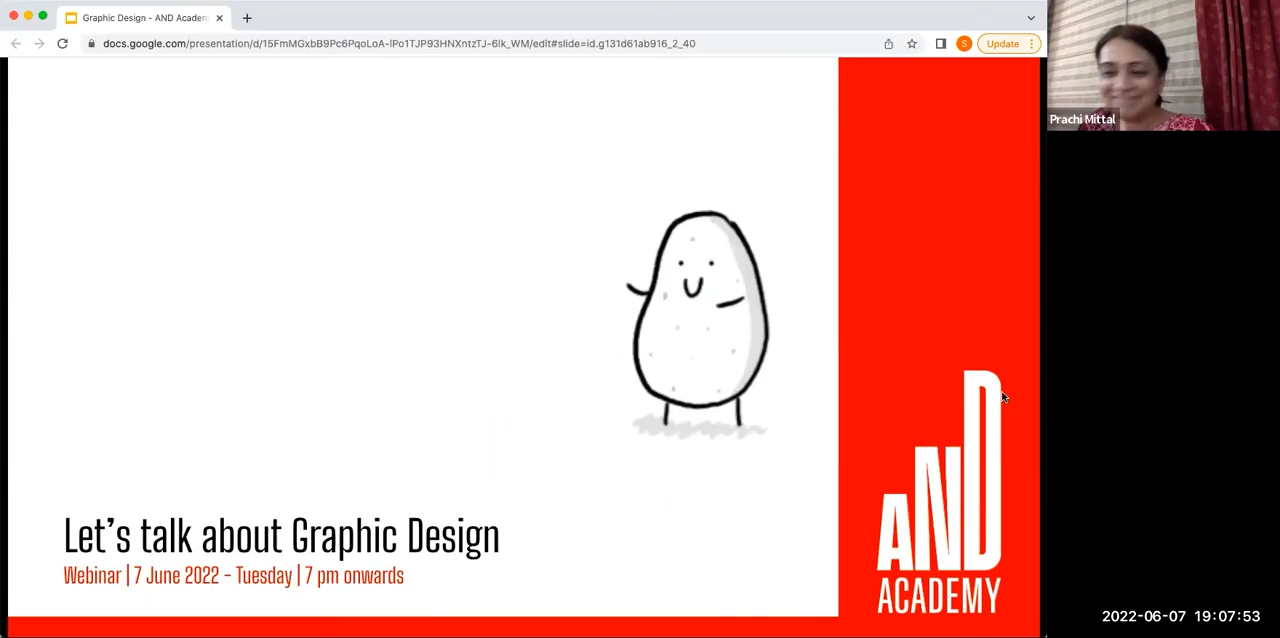 Graphic Design - AND Academ
docs.google.com/presentation/d/15FmMGxbB9Pc6PqoLoA-lPo1TJP93HNXntzTJ-6lk_WM/edit#slide=id.g131d61ab916_2_40
S
Update
Prachi Mittal
Let's talk about Graphic Design
Webinar | 7 June 2022 - Tuesday | 7 pm onwards
AND
ACADEMY
2022-06-07 19:07:53